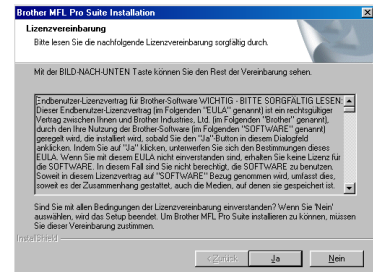 Brother MFL Pro Suite Installation
Lizenzvereinbarung
Bitte lesen Sie die nachfolgende Lizenzvereinbarung sorgfältig durch.
Mit der BILD-NACH-UNTEN Taste können Sie den Rest der Vereinbarung sehen.
Endbenutzer-Lizenzvertrag für Brother-Software WICHTIG - BITTE SORGFÄLTIG LESEN:
Dieser Endbenutzer-Lizenzvertrag (im Folgenden "EULA" genannt) ist ein rechtsgültiger
Vertrag zwischen Ihnen und Brother Industries, Ltd. (im Folgenden "Brother" genannt),
durch den Ihre Nutzung der Brother-Software (im Folgenden "SOFTWARE" genannt)
geregelt wird, die installiert wird, sobald Sie den "Ja"-Button in diesem Dialogfeld
anklicken. Indem Sie auf "Ja" klicken, unterwerfen Sie sich den Bestimmungen dieses
EULA. Wenn Sie mit diesem EULA nicht einverstanden sind, erhalten Sie keine Lizenz für
die SOFTWARE. In diesem Fall sind Sie nicht berechtigt, die SOFTWARE zu benutzen.
Soweit in diesem Lizenzvertrag auf "SOFTWARE" Bezug genommen wird, umfasst dies,
soweit es der Zusammenhang gestattet, auch die Medien, auf denen sie gespeichert ist.
Sind Sie mit allen Bedingungen der Lizenzvereinbarung einverstanden? Wenn Sie 'Nein'
auswählen, wird das Setup beendet. Um Brother MFL Pro Suite installieren zu können, müssen
Sie dieser Vereinbarung zustimmen.
InstallShield
< Zurück
Ja
Nein